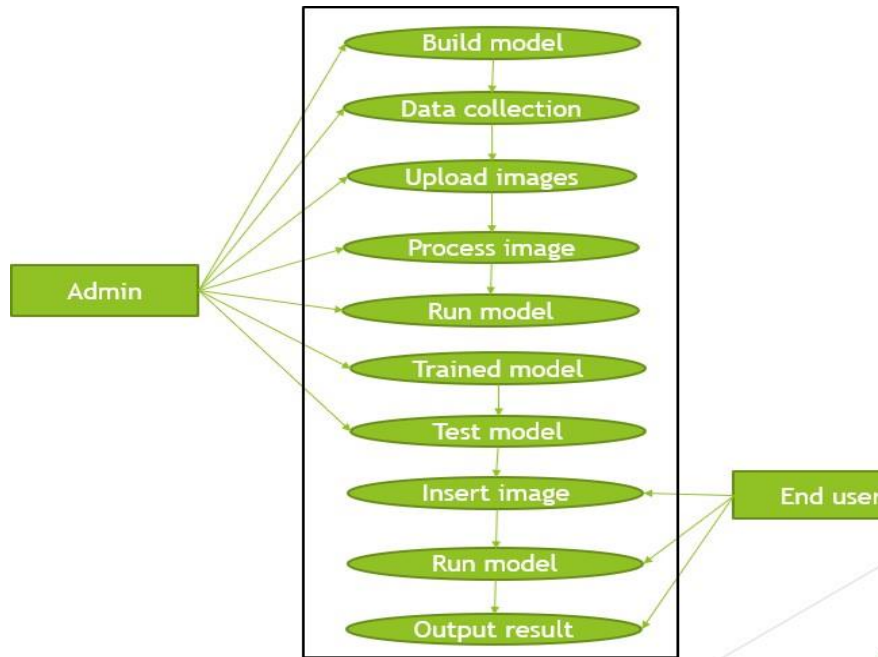 Build model
Data collection
Upload images
Process image
Admin
Run model
Trained model
Test model
Insert image
End user
Run model
Output result